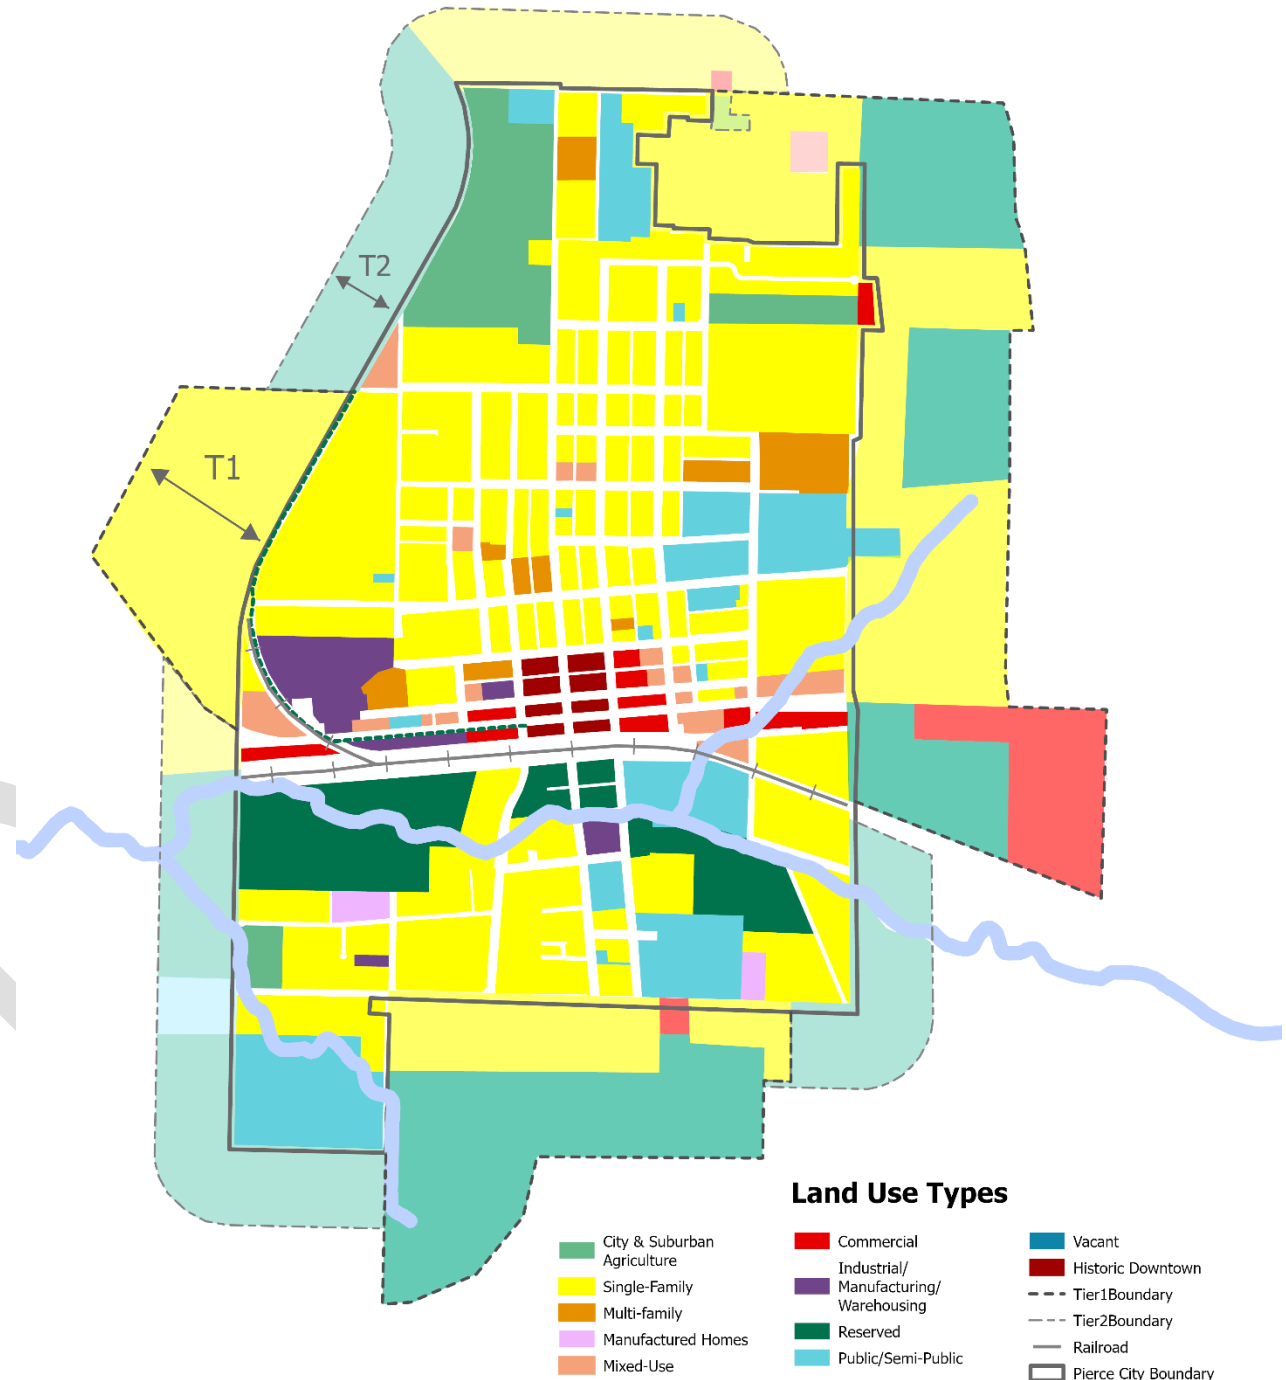 T2
T1
Land Use Types
City & Suburban
Agriculture
Single-Family
Multi-family
Manufactured Homes
Mixed-Use
Commercial
Industrial/
Manufacturing/
Warehousing
Reserved
Public/Semi-Public
Vacant
Historic Downtown
Tier1Boundary
Tier2Boundary
Railroad
Pierce City Boundary